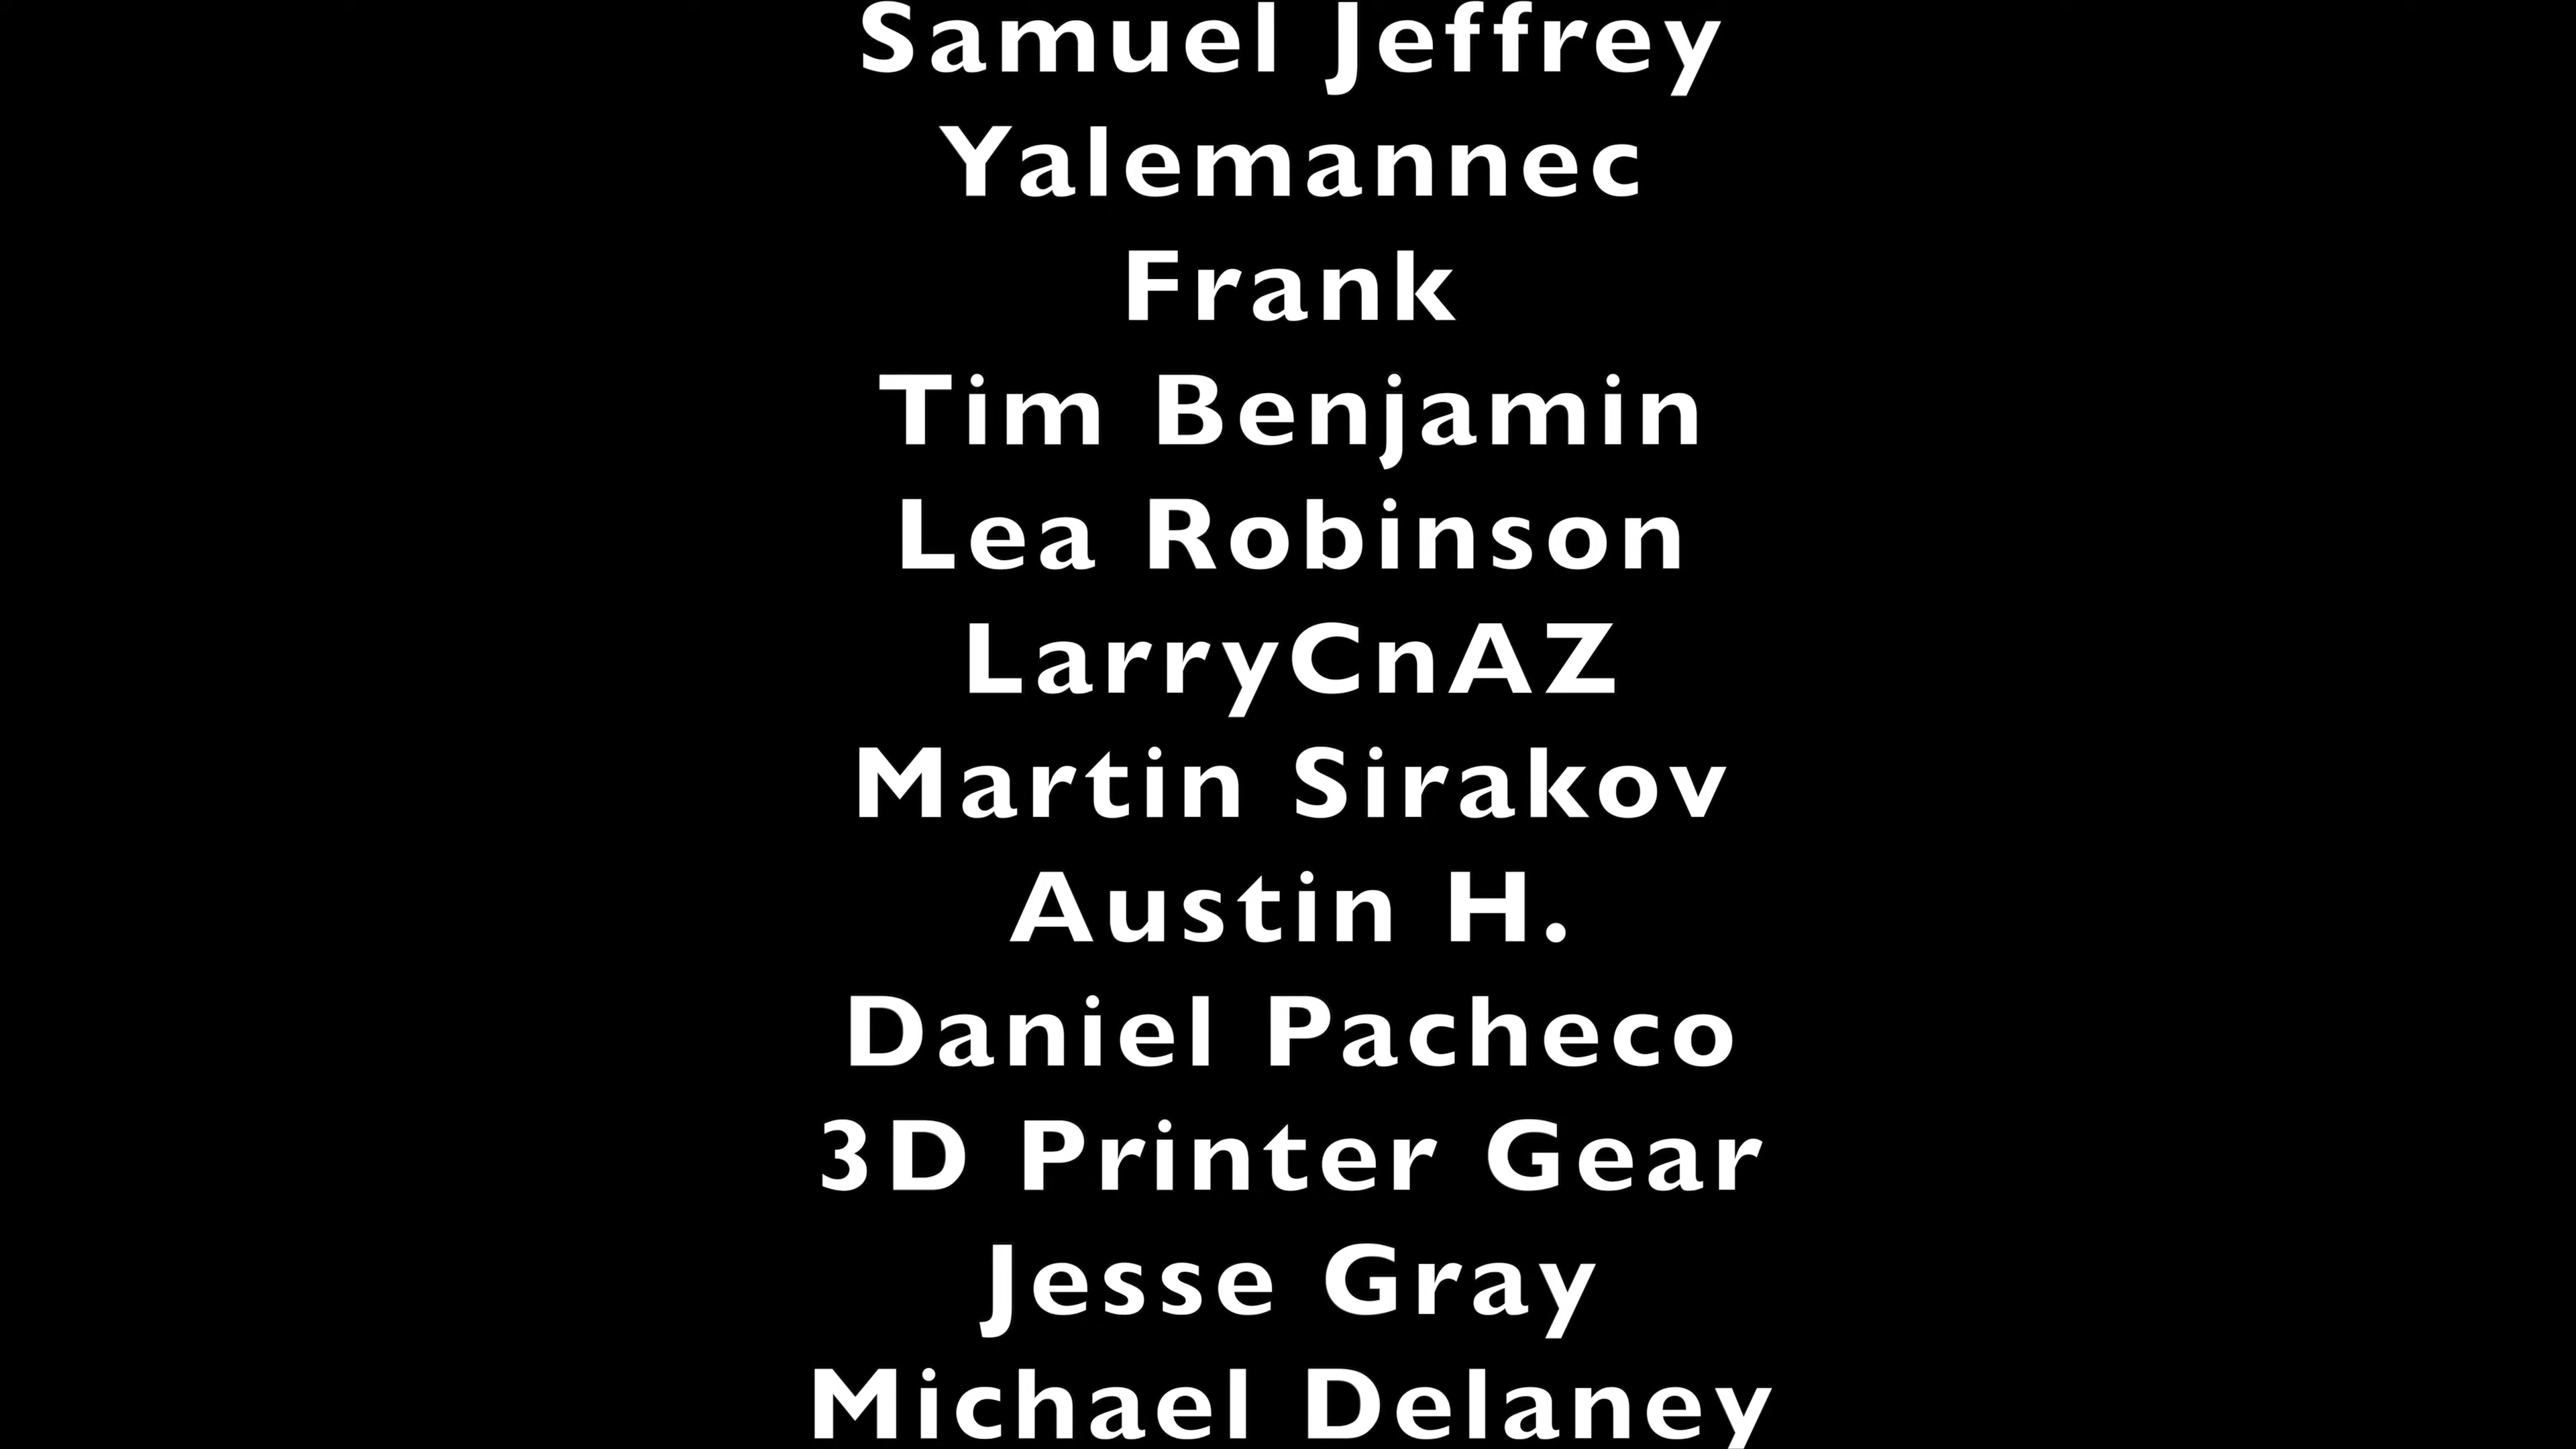 Samuel Jeffrey
Yalemannec
Frank
Tim Benjamin
Lea Robinson
LarryCnAZ
Martin Sirakov
Austin H.
Daniel Pacheco
3D Printer Gear
Jesse Gray
Michael Delaney